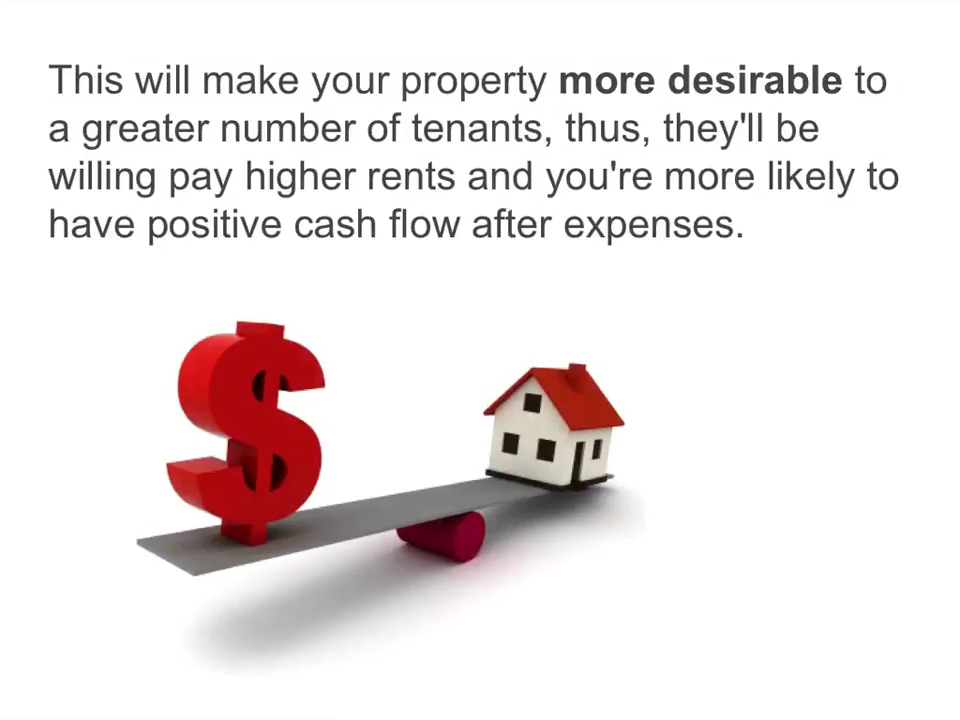 This will make your property more desirable to
a greater number of tenants, thus, they'll be
willing pay higher rents and you're more likely to
have positive cash flow after expenses.